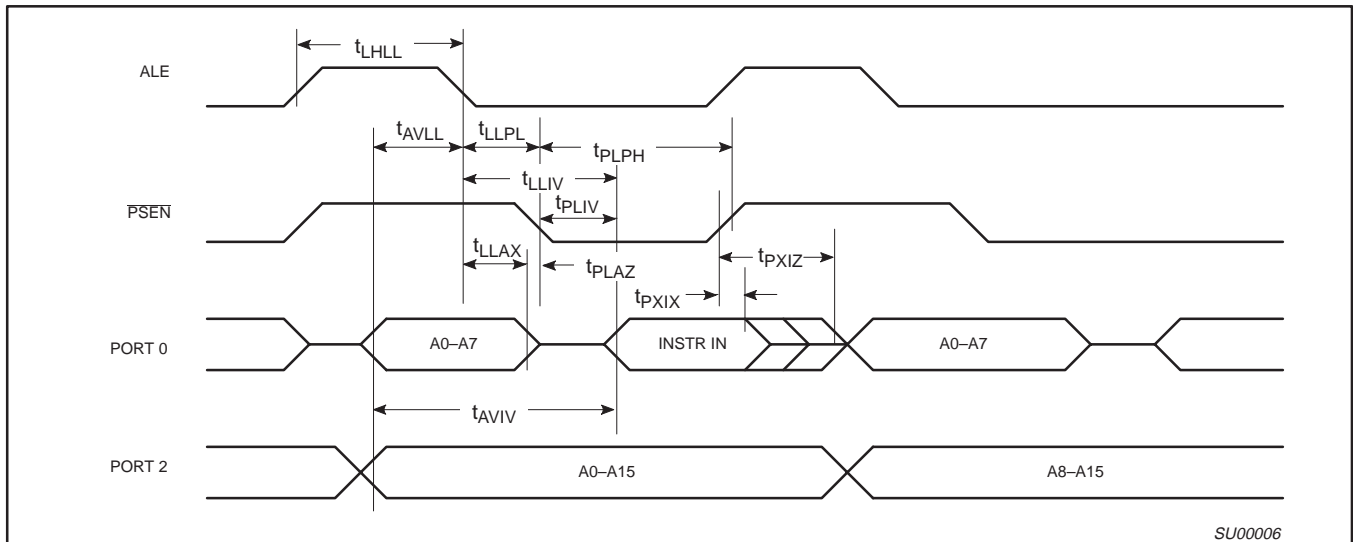 tLHLL
ALE
tAVLL tLLPL tPLPH
tLLIV
PSEN tPLIV
tLLAX tPLAZ tPXIZ
tPXIX
PORT 0 A0–A7 INSTR IN A0–A7
tAVIV
PORT 2 A0–A15 A8–A15
SU00006